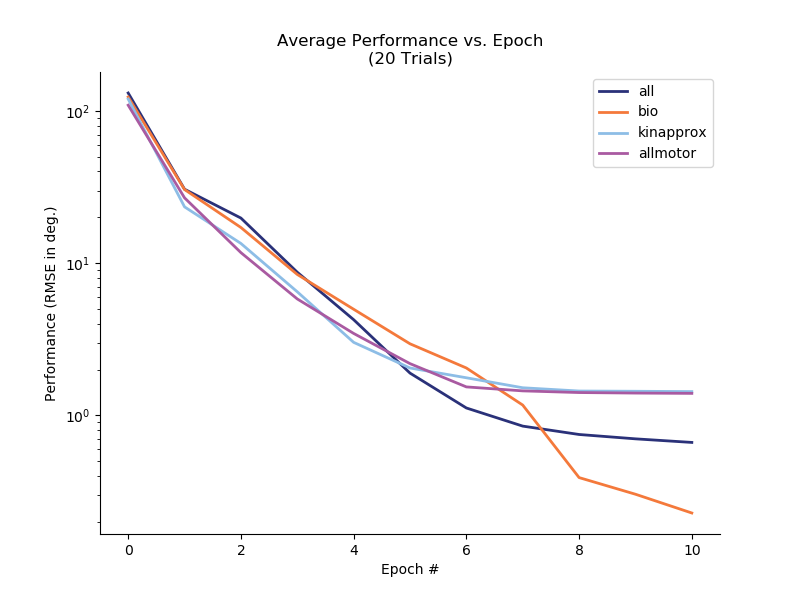 Average Performance vs. Epoch
(20 Trials)
all
bio
kinapprox
allmotor
Performance (RMSE in deg.)
10²
10¹
10⁰
0 2 4 6 8 10
Epoch #